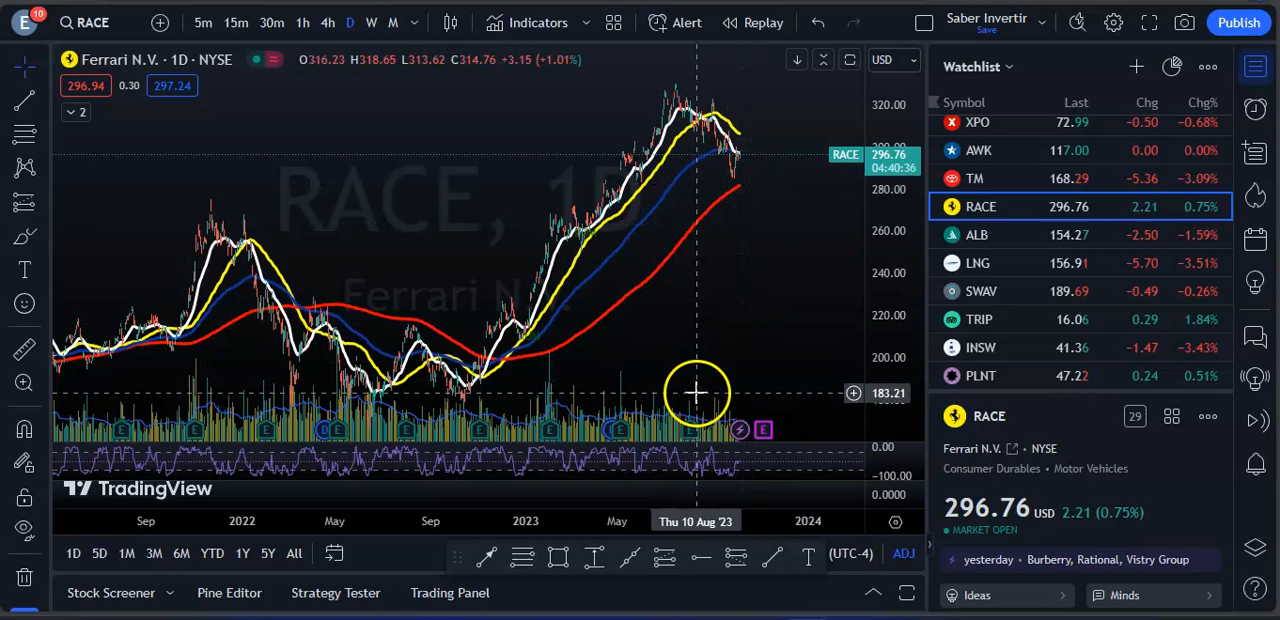 E 10 RACE 5m 15m 30m 1h 4h D W M Indicators Alert Replay Saber Invertir Save Publish
Ferrari N.V. · 1D · NYSE O316.23 H318.65 L313.62 C314.76 +3.15 (+1.01%) USD
296.94 0.30 297.24
2
RACE, 1D
Ferrari N.V.
320.00
RACE 296.76
04:40:36
280.00
260.00
240.00
220.00
200.00
183.21
E E E D E E E E E E E
0.00
−100.00
0.0000
TradingView
Sep 2022 May Sep 2023 May Thu 10 Aug '23 2024
1D 5D 1M 3M 6M YTD 1Y 5Y All T (UTC-4) ADJ
Stock Screener Pine Editor Strategy Tester Trading Panel
Watchlist
Symbol Last Chg Chg%
XPO 72.99 −0.50 −0.68%
AWK 117.00 0.00 0.00%
TM 168.29 −5.36 −3.09%
RACE 296.76 2.21 0.75%
ALB 154.27 −2.50 −1.59%
LNG 156.91 −5.70 −3.51%
SWAV 189.69 −0.49 −0.26%
TRIP 16.06 0.29 1.84%
INSW 41.36 −1.47 −3.43%
PLNT 47.22 0.24 0.51%
RACE 29
Ferrari N.V. · NYSE
Consumer Durables • Motor Vehicles
296.76 USD 2.21 (0.75%)
MARKET OPEN
yesterday • Burberry, Rational, Vistry Group
Ideas Minds